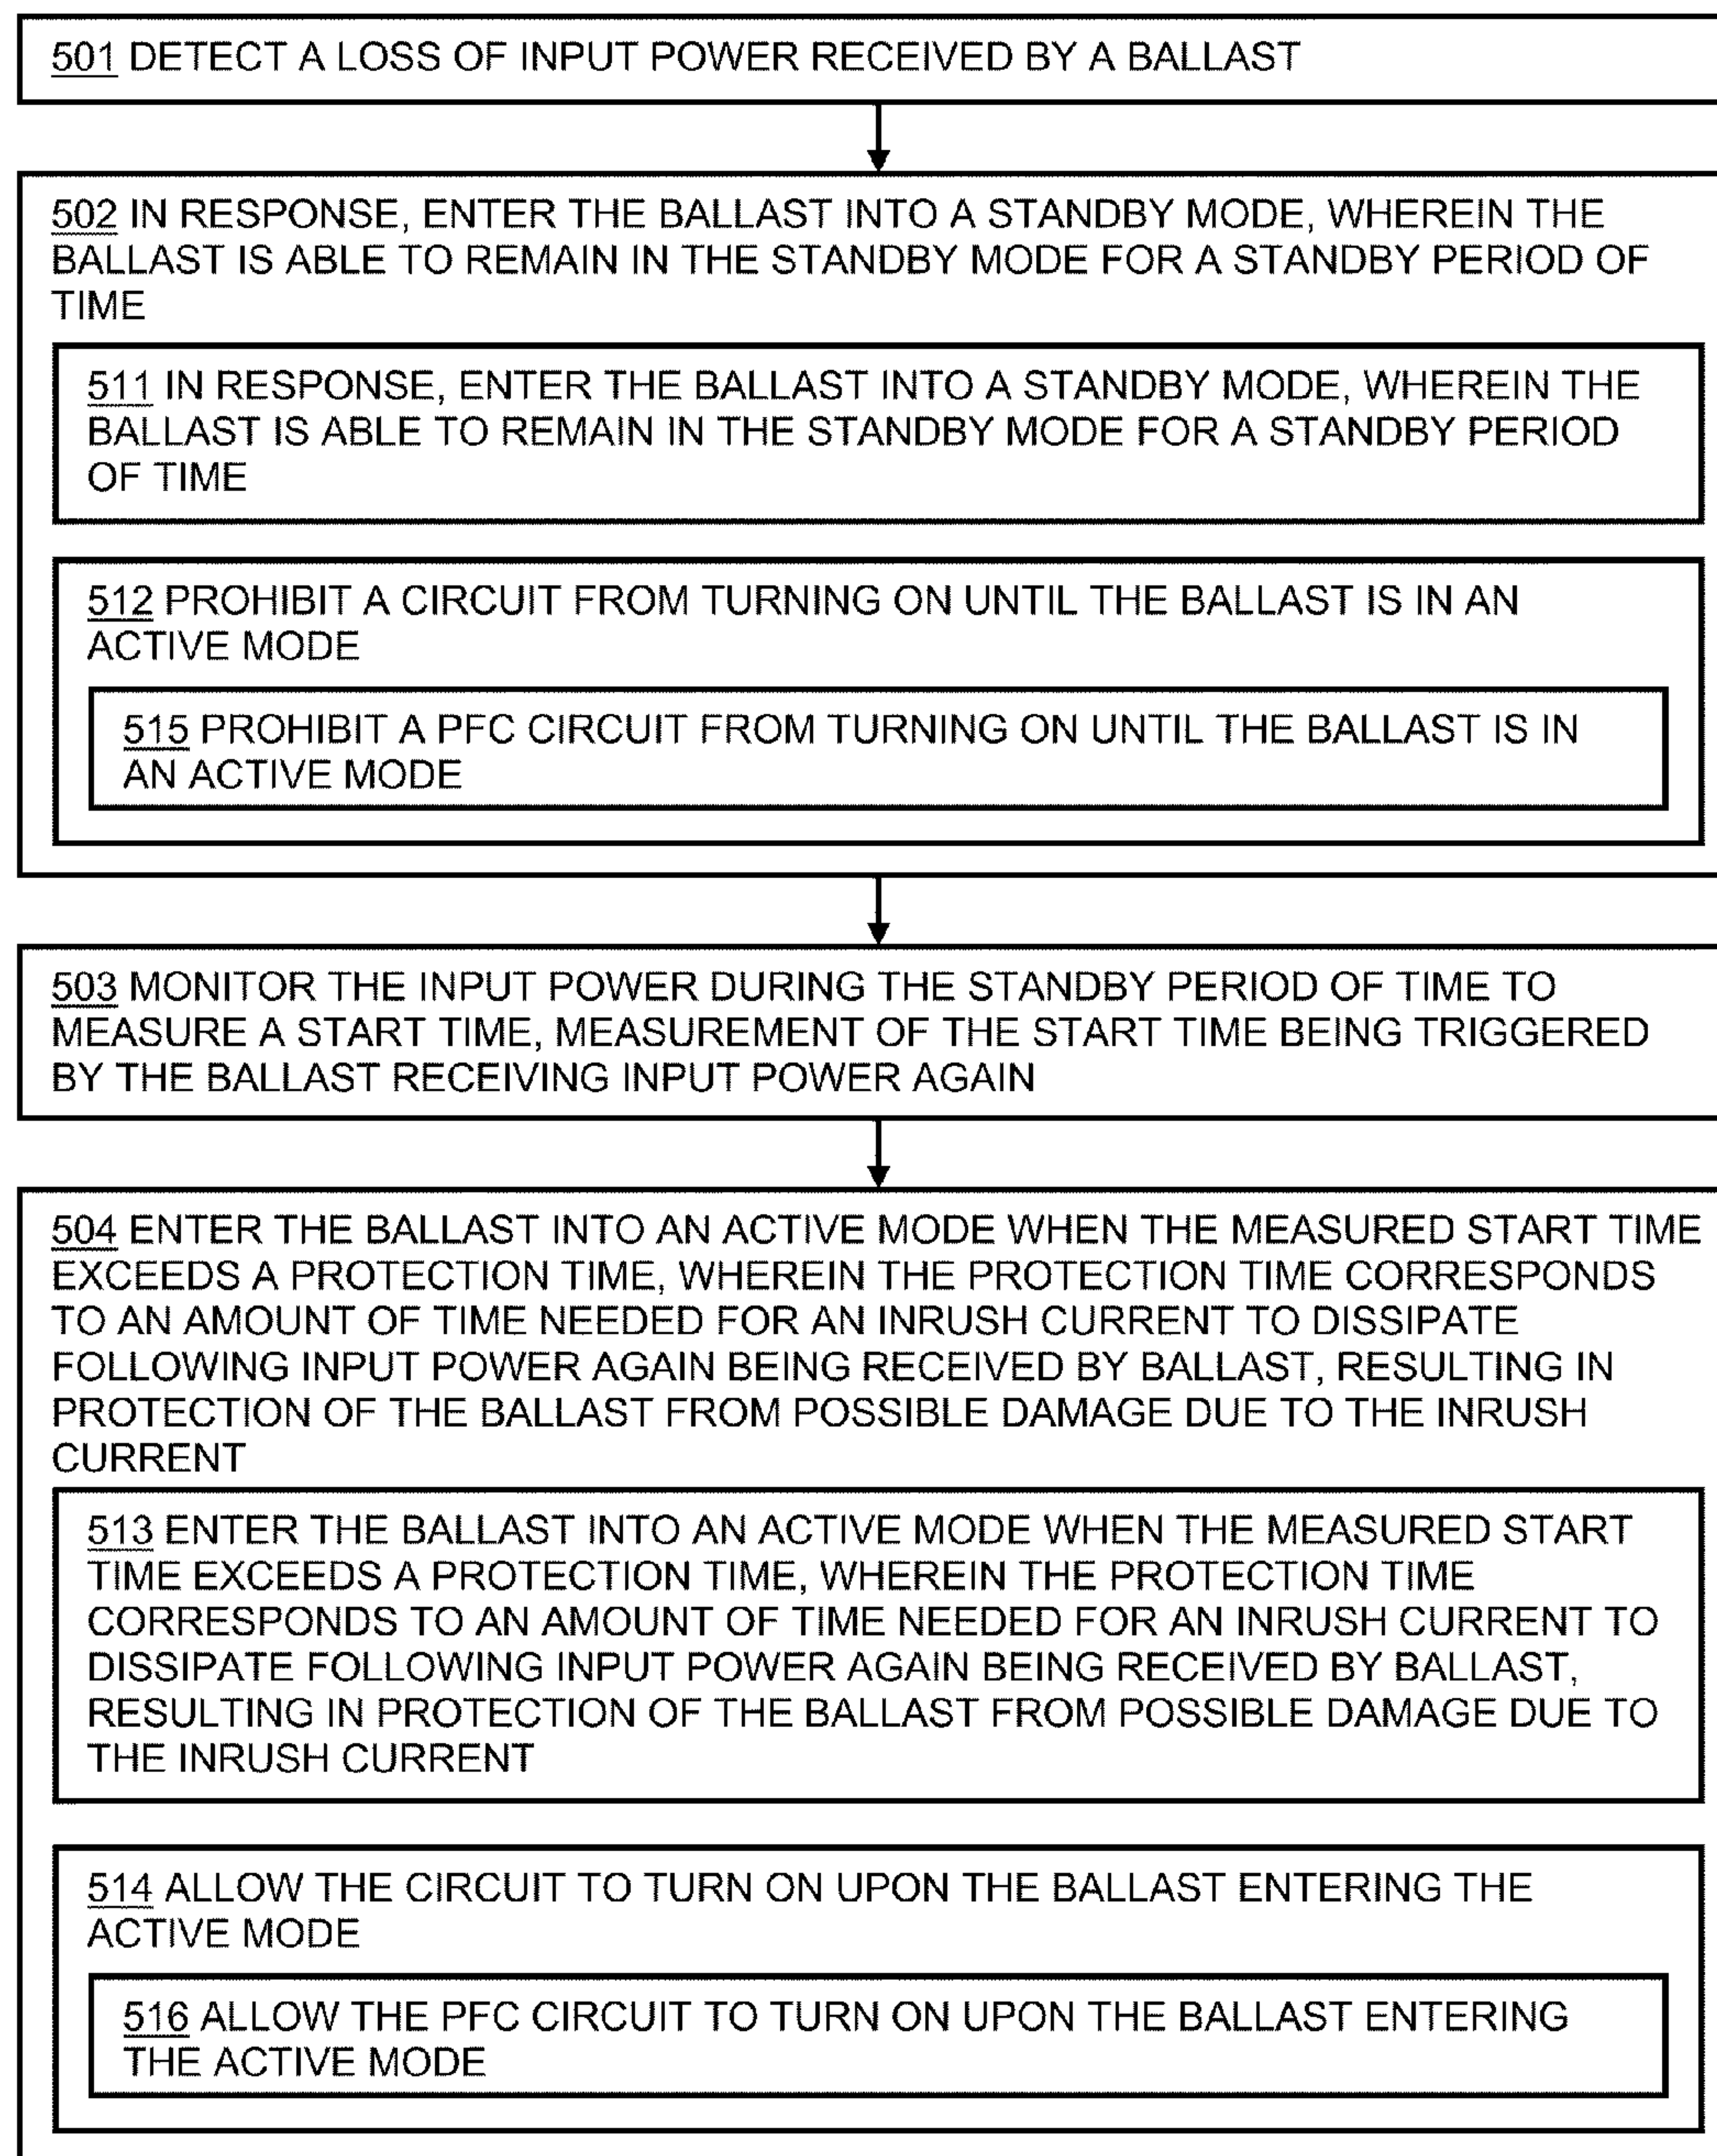 501 DETECT A LOSS OF INPUT POWER RECEIVED BY A BALLAST
502 IN RESPONSE, ENTER THE BALLAST INTO A STANDBY MODE, WHEREIN THE
BALLAST IS ABLE TO REMAIN IN THE STANDBY MODE FOR A STANDBY PERIOD OF
TIME
511 IN RESPONSE, ENTER THE BALLAST INTO A STANDBY MODE, WHEREIN THE
BALLAST IS ABLE TO REMAIN IN THE STANDBY MODE FOR A STANDBY PERIOD
OF TIME
512 PROHIBIT A CIRCUIT FROM TURNING ON UNTIL THE BALLAST IS IN AN
ACTIVE MODE
515 PROHIBIT A PFC CIRCUIT FROM TURNING ON UNTIL THE BALLAST IS IN
AN ACTIVE MODE
503 MONITOR THE INPUT POWER DURING THE STANDBY PERIOD OF TIME TO
MEASURE A START TIME, MEASUREMENT OF THE START TIME BEING TRIGGERED
BY THE BALLAST RECEIVING INPUT POWER AGAIN
504 ENTER THE BALLAST INTO AN ACTIVE MODE WHEN THE MEASURED START TIME
EXCEEDS A PROTECTION TIME, WHEREIN THE PROTECTION TIME CORRESPONDS
TO AN AMOUNT OF TIME NEEDED FOR AN INRUSH CURRENT TO DISSIPATE
FOLLOWING INPUT POWER AGAIN BEING RECEIVED BY BALLAST, RESULTING IN
PROTECTION OF THE BALLAST FROM POSSIBLE DAMAGE DUE TO THE INRUSH
CURRENT
513 ENTER THE BALLAST INTO AN ACTIVE MODE WHEN THE MEASURED START
TIME EXCEEDS A PROTECTION TIME, WHEREIN THE PROTECTION TIME
CORRESPONDS TO AN AMOUNT OF TIME NEEDED FOR AN INRUSH CURRENT TO
DISSIPATE FOLLOWING INPUT POWER AGAIN BEING RECEIVED BY BALLAST,
RESULTING IN PROTECTION OF THE BALLAST FROM POSSIBLE DAMAGE DUE TO
THE INRUSH CURRENT
514 ALLOW THE CIRCUIT TO TURN ON UPON THE BALLAST ENTERING THE
ACTIVE MODE
516 ALLOW THE PFC CIRCUIT TO TURN ON UPON THE BALLAST ENTERING
THE ACTIVE MODE